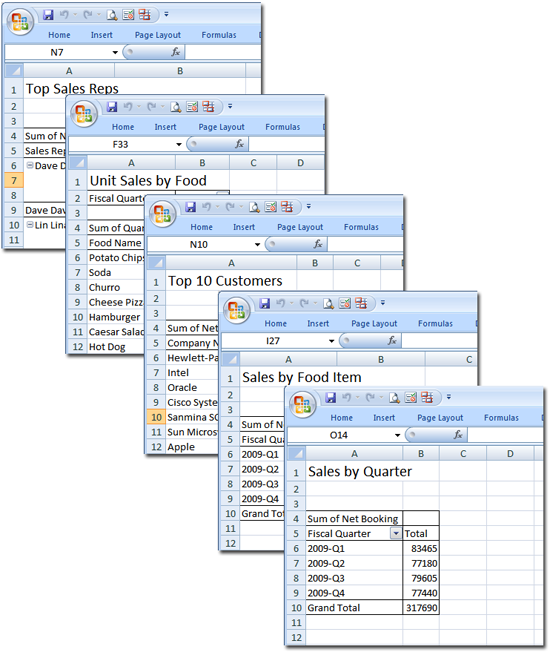 Home Insert Page Layout Formulas
N7 fx
A B
1 Top Sales Reps
2
3
4 Sum of N
5 Sales Rep
6 Dave D
7
8
9 Dave Dav
10 Lin Lina
11
Home Insert Page Layout Formulas
F33 fx
A B C D
1 Unit Sales by Food
2 Fiscal Quart
3
4 Sum of Quar
5 Food Name
6 Potato Chips
7 Soda
8 Churro
9 Cheese Pizza
10 Hamburger
11 Caesar Salad
12 Hot Dog
Home Insert Page Layout Formulas
N10 fx
A B C
1 Top 10 Customers
2
3
4 Sum of Net
5 Company N
6 Hewlett-Pa
7 Intel
8 Oracle
9 Cisco System
10 Sanmina SC
11 Sun Micros
12 Apple
Home Insert Page Layout Formulas
I27 fx
A B C
1 Sales by Food Item
2
3
4 Sum of N
5 Fiscal Qua
6 2009-Q1
7 2009-Q2
8 2009-Q3
9 2009-Q4
10 Grand Tot
11
12
Home Insert Page Layout Formulas
O14 fx
A B C D E
1 Sales by Quarter
2
3
4 Sum of Net Booking
5 Fiscal Quarter Total
6 2009-Q1 83465
7 2009-Q2 77180
8 2009-Q3 79605
9 2009-Q4 77440
10 Grand Total 317690
11
12